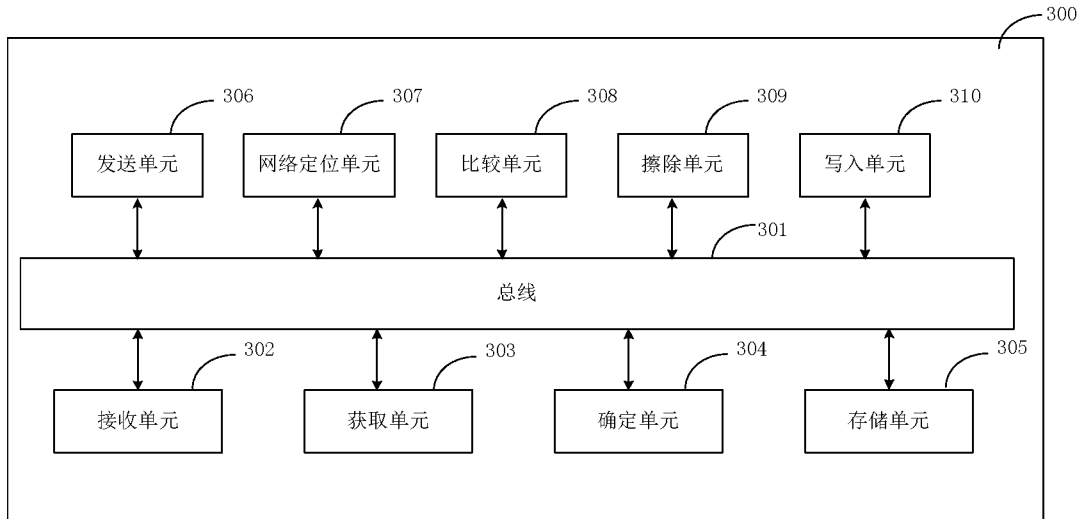 300
306
307
308
309
310
发送单元
网络定位单元
比较单元
擦除单元
写入单元
301
总线
302
303
304
305
接收单元
获取单元
确定单元
存储单元